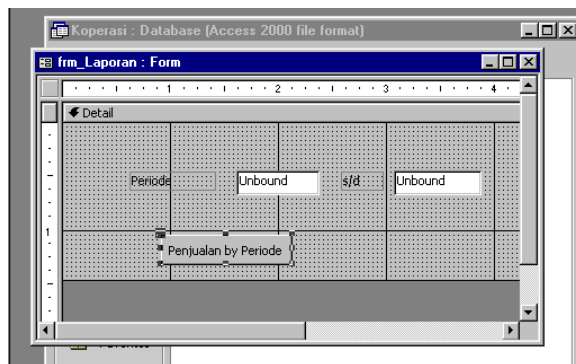 Koperasi : Database (Access 2000 file format)
frm_Laporan : Form
1 2 3 4
Detail
Periode Unbound s/d Unbound
1
Penjualan by Periode